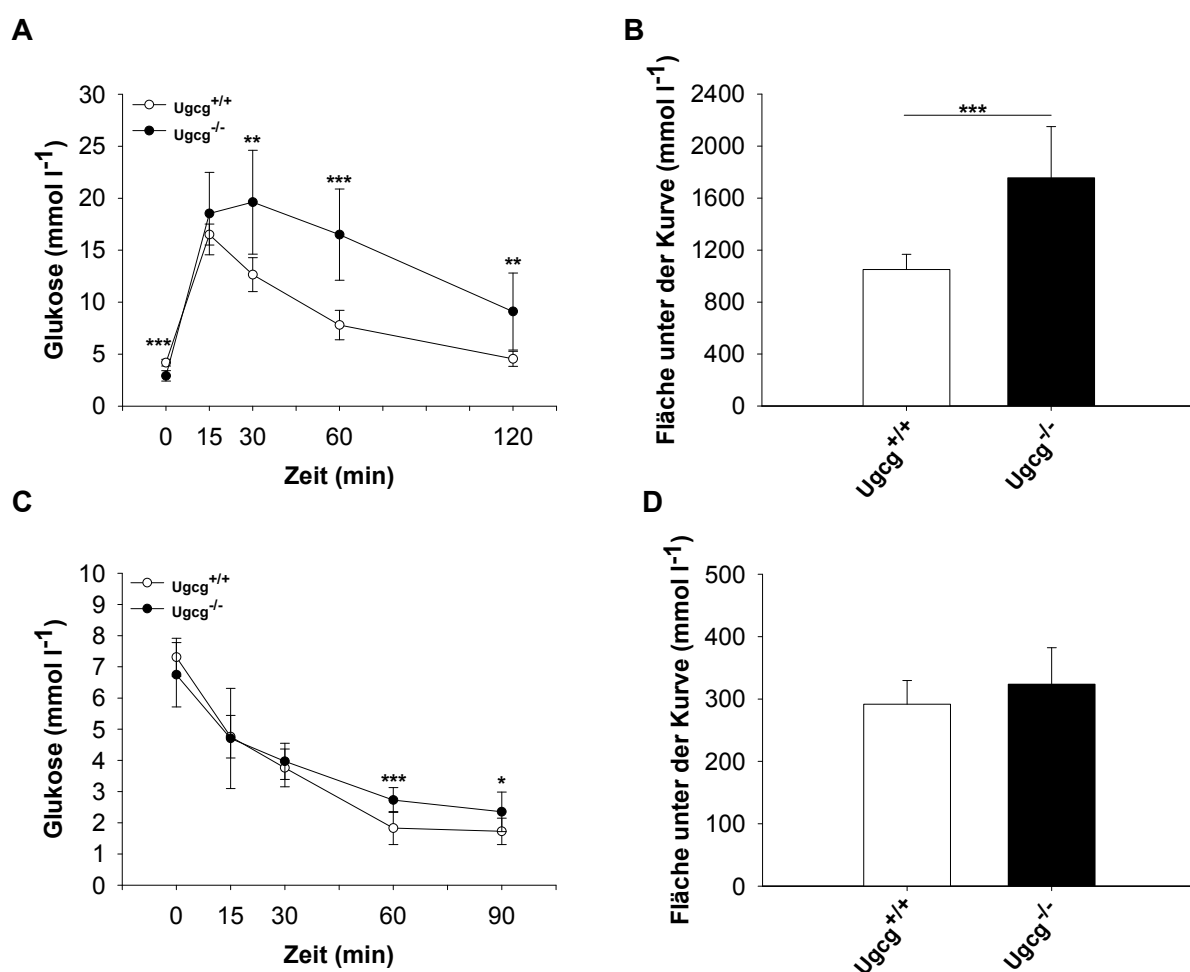 A
30
25
20
15
10
5
0
Glukose (mmol l-1)
Ugcg+/+
Ugcg-/-
***
**
***
**
0 15 30 60 120
Zeit (min)
B
2400
2000
1600
1200
800
400
0
Fläche unter der Kurve (mmol l-1)
***
Ugcg+/+
Ugcg-/-
C
10
9
8
7
6
5
4
3
2
1
0
Glukose (mmol l-1)
Ugcg+/+
Ugcg-/-
***
*
0 15 30 60 90
Zeit (min)
D
500
400
300
200
100
0
Fläche unter der Kurve (mmol l-1)
Ugcg+/+
Ugcg-/-